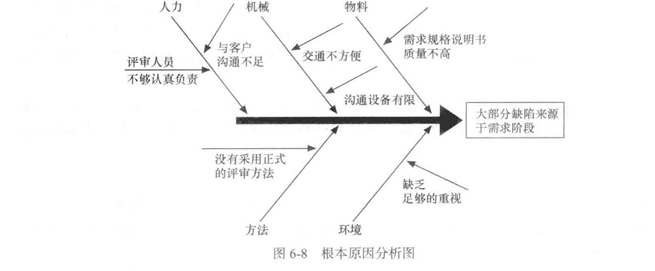 人力
机械
物料
与客户
沟通不足
评审人员
不够认真负责
交通不方便
需求规格说明书
质量不高
沟通设备有限
大部分缺陷来源
于需求阶段
没有采用正式
的评审方法
缺乏
足够的重视
方法
环境
图 6-8 根本原因分析图